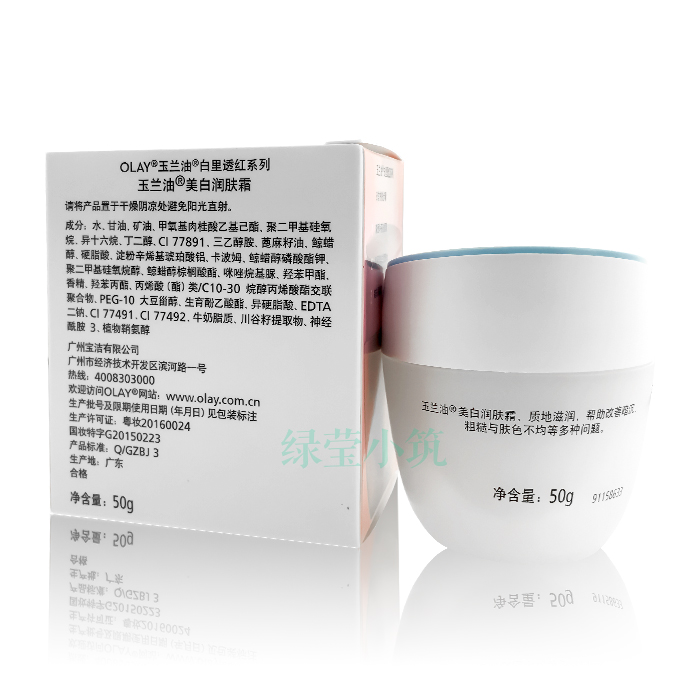 OLAY®玉兰油®白里透红系列
玉兰油®美白润肤霜
请将产品置于干燥阴凉处避免阳光直射。
成分：水、甘油、矿油、甲氧基肉桂酸乙基己酯、聚二甲基硅氧
烷、异十六烷、丁二醇、CI 77891、三乙醇胺、蓖麻籽油、鲸蜡
醇、硬脂酸、淀粉辛烯基琥珀酸铝、卡波姆、鲸蜡醇磷酸酯钾、
聚二甲基硅氧烷醇、鲸蜡醇棕榈酸酯、咪唑烷基脲、羟苯甲酯、
香精、羟苯丙酯、丙烯酸（酯）类/C10-30 烷醇丙烯酸酯交联
聚合物、PEG-10 大豆甾醇、生育酚乙酸酯、异硬脂酸、EDTA
二钠、CI 77491、CI 77492、牛奶脂质、川谷籽提取物、神经
酰胺 3、植物鞘氨醇
广州宝洁有限公司
广州市经济技术开发区滨河路一号
热线：4008303000
欢迎访问OLAY®网站：www.olay.com.cn
生产批号及限期使用日期 (年月日) 见包装标注
生产许可证：粤妆20160024
国妆特字G20150223
产品标准：Q/GZBJ 3
生产地：广东
合格
净含量：50g
玉兰油®美白润肤霜，质地滋润，帮助改善暗沉、
粗糙与肤色不均等多种问题。
净含量：50g
绿莹小筑